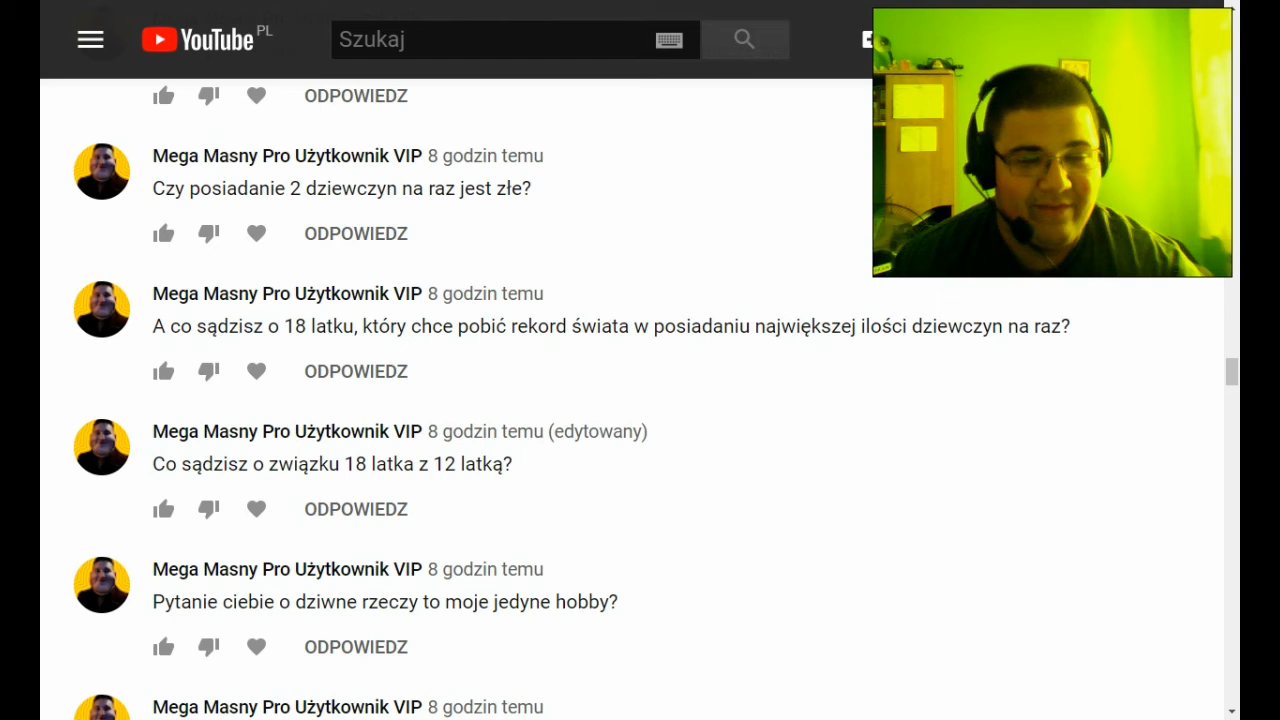 YouTube PL
Szukaj
ODPOWIEDZ
Mega Masny Pro Użytkownik VIP 8 godzin temu
Czy posiadanie 2 dziewczyn na raz jest złe?
ODPOWIEDZ
Mega Masny Pro Użytkownik VIP 8 godzin temu
A co sądzisz o 18 latku, który chce pobić rekord świata w posiadaniu największej ilości dziewczyn na raz?
ODPOWIEDZ
Mega Masny Pro Użytkownik VIP 8 godzin temu (edytowany)
Co sądzisz o związku 18 latka z 12 latką?
ODPOWIEDZ
Mega Masny Pro Użytkownik VIP 8 godzin temu
Pytanie ciebie o dziwne rzeczy to moje jedyne hobby?
ODPOWIEDZ
Mega Masny Pro Użytkownik VIP 8 godzin temu